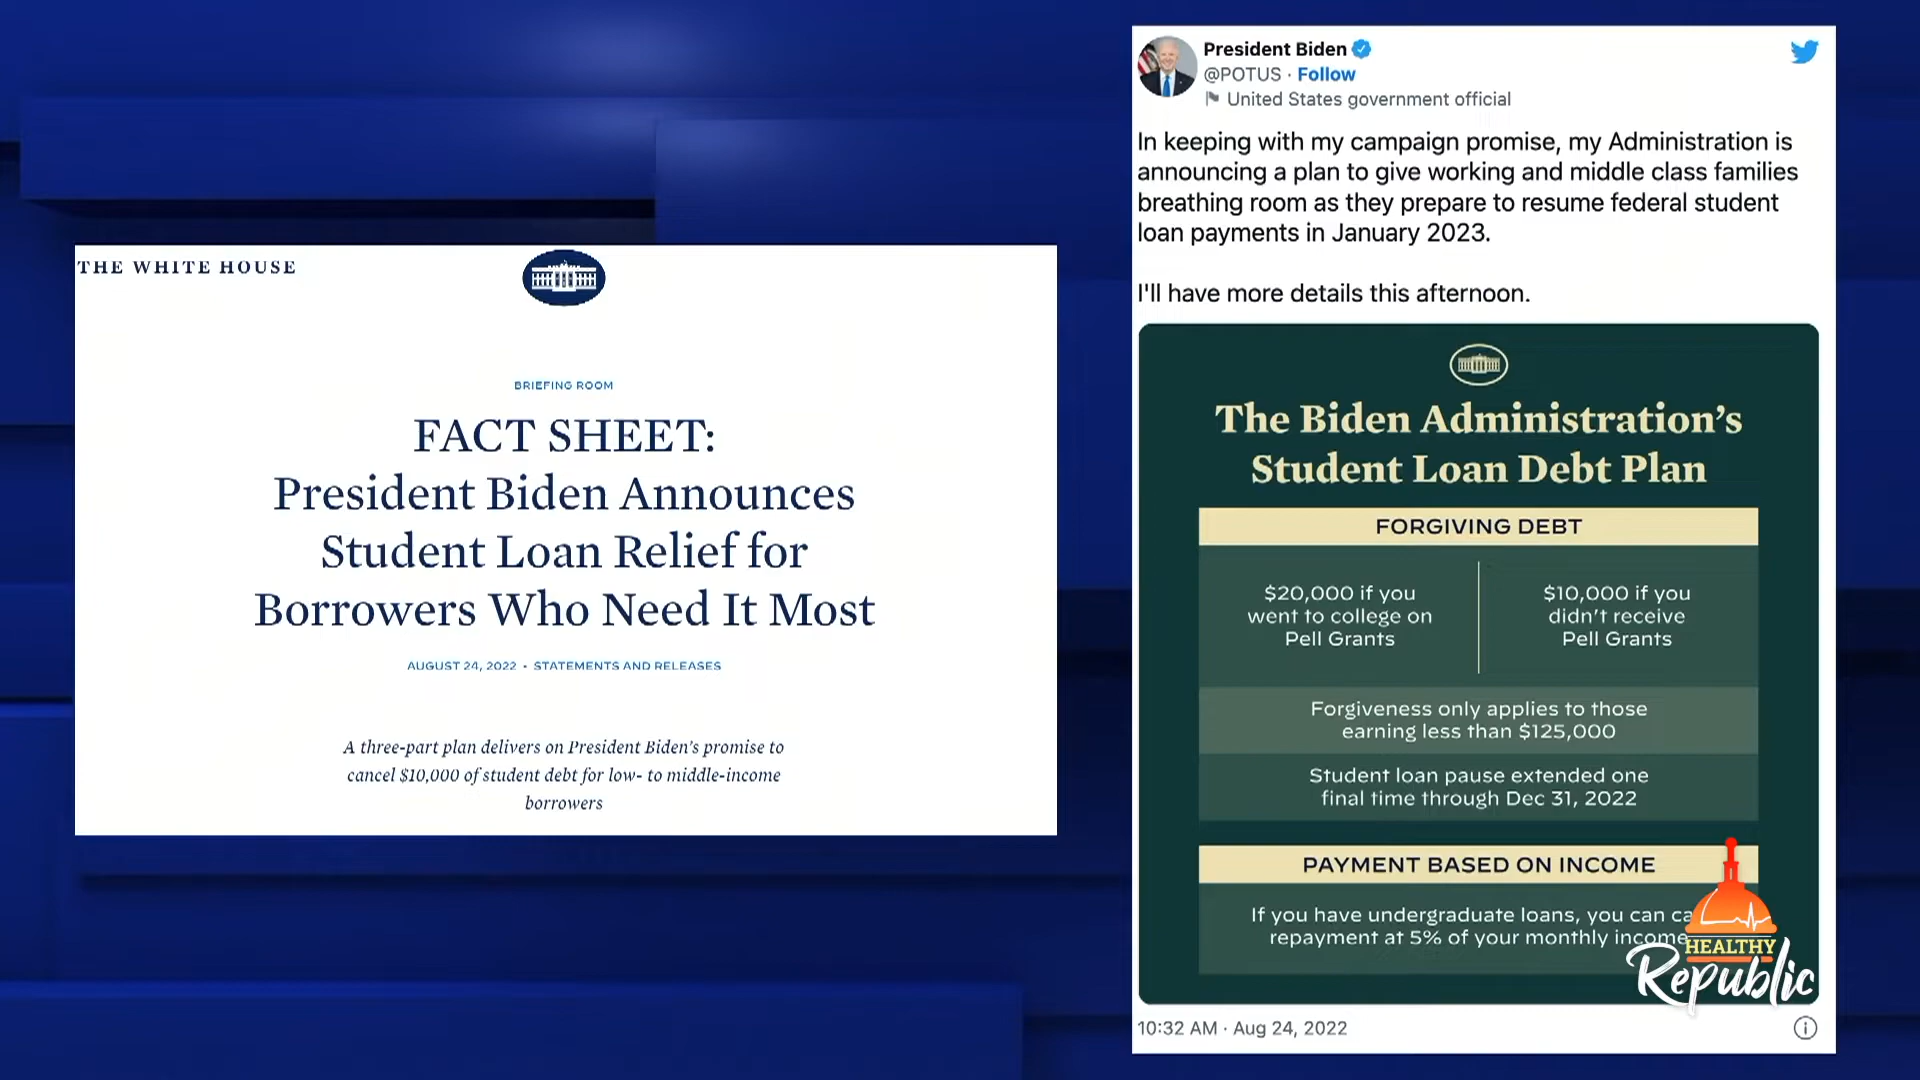 THE WHITE HOUSE
BRIEFING ROOM
FACT SHEET:
President Biden Announces
Student Loan Relief for
Borrowers Who Need It Most
AUGUST 24, 2022 • STATEMENTS AND RELEASES
A three-part plan delivers on President Biden's promise to
cancel $10,000 of student debt for low- to middle-income
borrowers
President Biden
@POTUS · Follow
United States government official
In keeping with my campaign promise, my Administration is
announcing a plan to give working and middle class families
breathing room as they prepare to resume federal student
loan payments in January 2023.
I'll have more details this afternoon.
The Biden Administration's
Student Loan Debt Plan
FORGIVING DEBT
$20,000 if you
went to college on
Pell Grants
$10,000 if you
didn't receive
Pell Grants
Forgiveness only applies to those
earning less than $125,000
Student loan pause extended one
final time through Dec 31, 2022
PAYMENT BASED ON INCOME
If you have undergraduate loans, you can
repayment at 5% of your monthly income
HEALTHY
Republic
10:32 AM · Aug 24, 2022